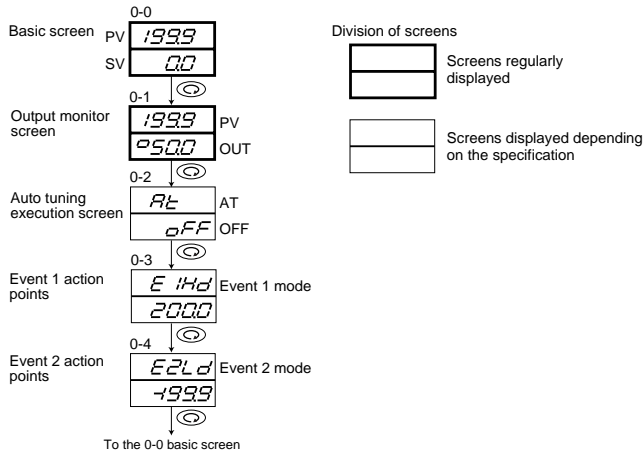 0-0
Basic screen PV 199.9
SV 0.0
0-1
Output monitor screen 199.9 PV
o50.0 OUT
0-2
Auto tuning execution screen At AT
oFF OFF
0-3
Event 1 action points E1Hd Event 1 mode
200.0
0-4
Event 2 action points E2Ld Event 2 mode
-199.9
To the 0-0 basic screen
Division of screens
Screens regularly
displayed
Screens displayed depending
on the specification